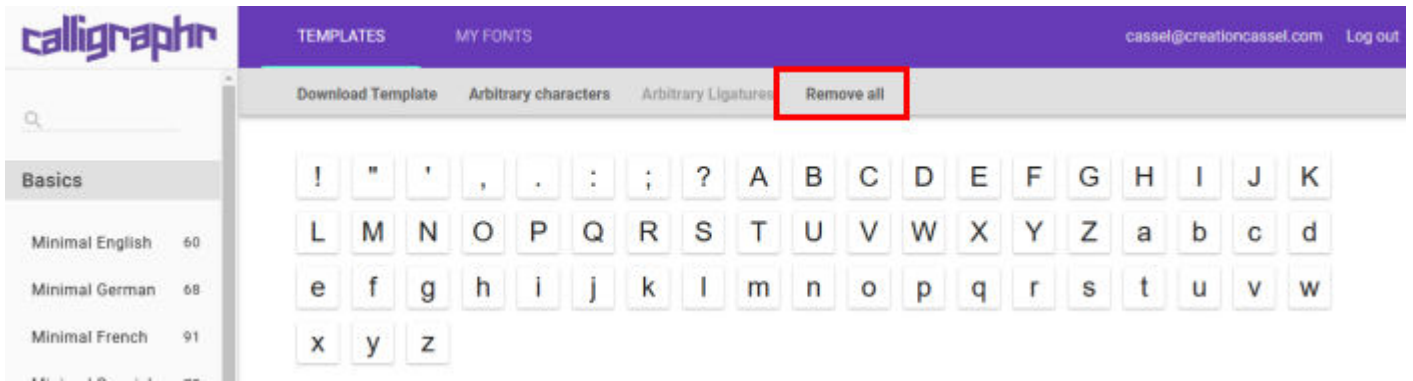 calligraphr
TEMPLATES MY FONTS cassel@creationcassel.com Log out
Download Template Arbitrary characters Arbitrary Ligatures Remove all
Basics
! " ' , . : ; ? A B C D E F G H I J K
Minimal English 60
L M N O P Q R S T U V W X Y Z a b c d
Minimal German 68
e f g h i j k l m n o p q r s t u v w
Minimal French 91
x y z